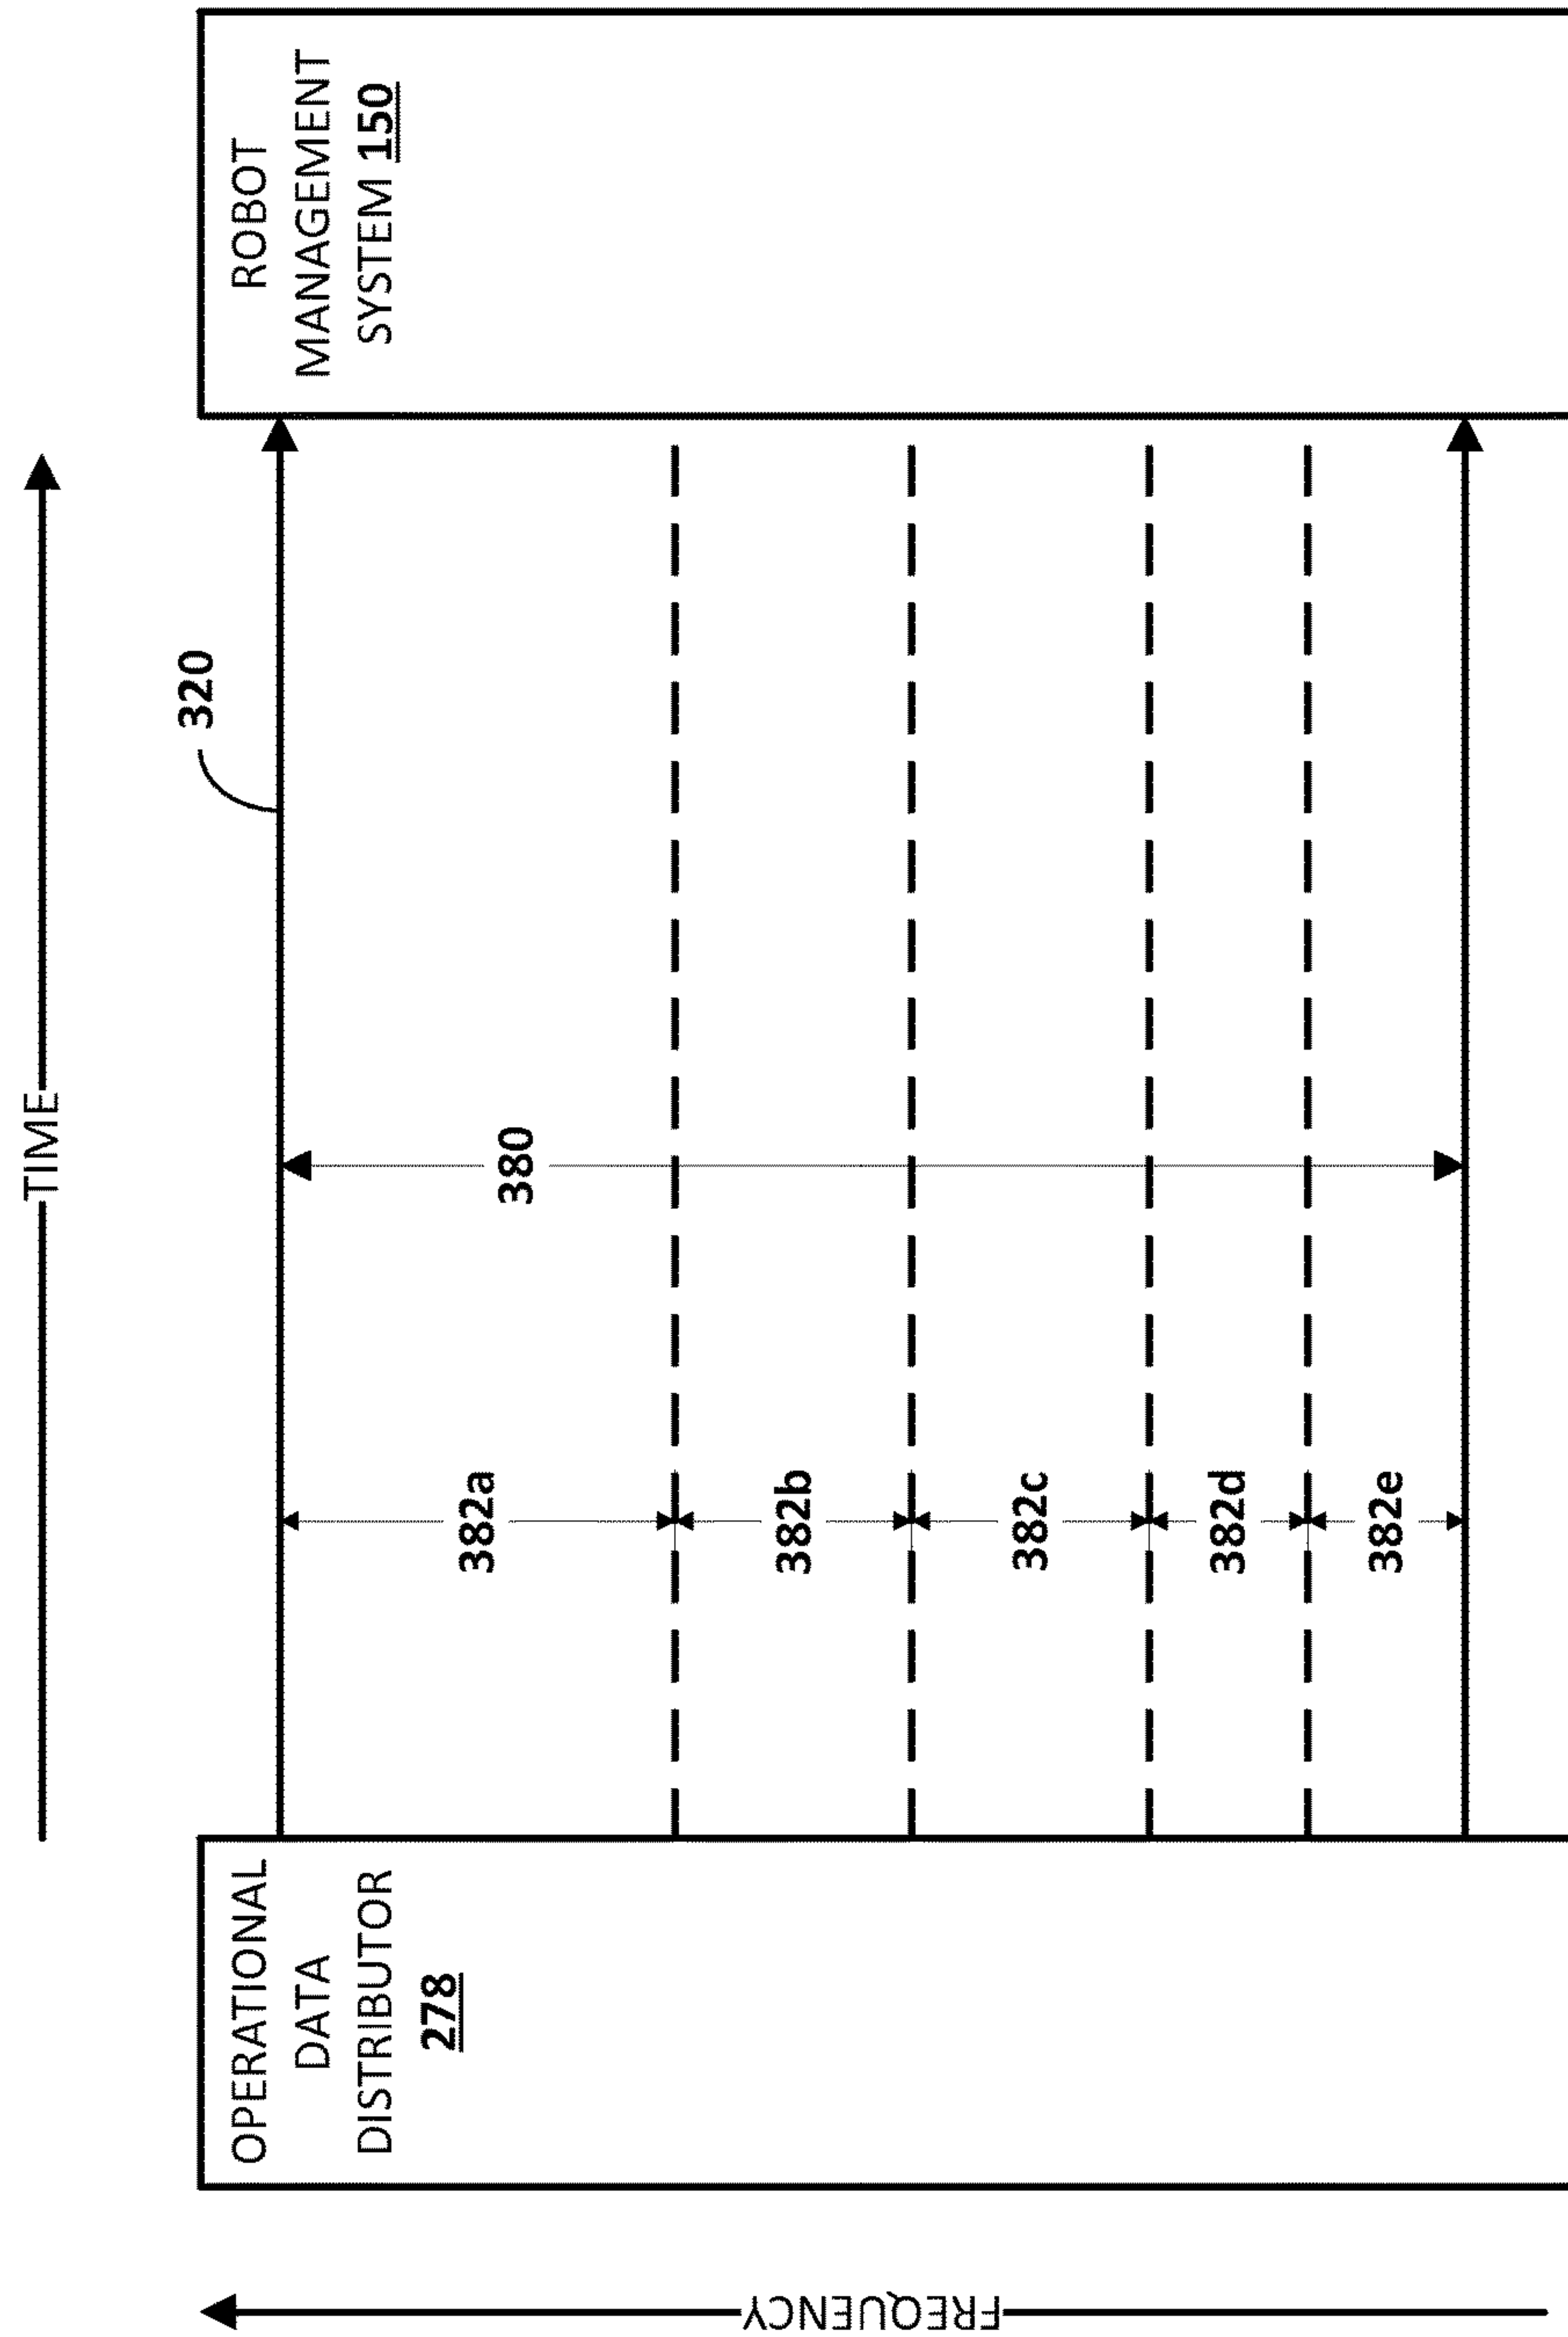 TIME
FREQUENCY
OPERATIONAL
DATA
DISTRIBUTOR
278
320
380
382a
382b
382c
382d
382e
ROBOT
MANAGEMENT
SYSTEM 150